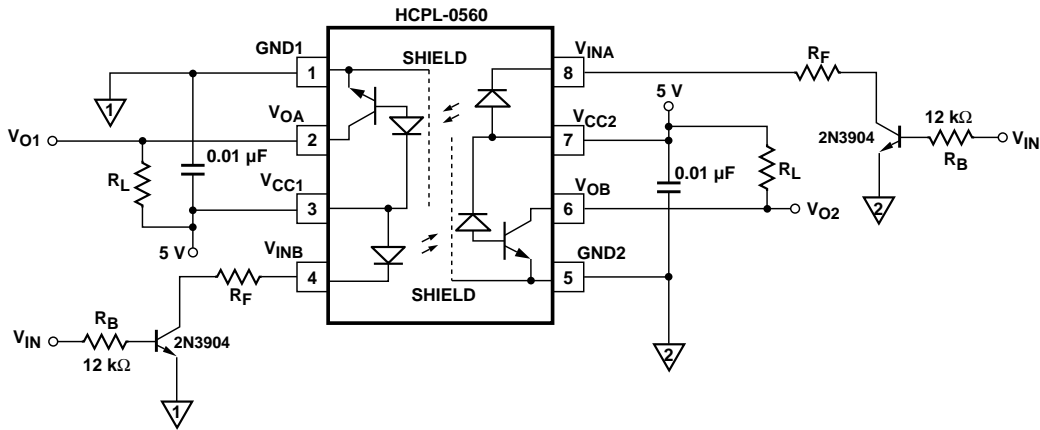 HCPL-0560
GND1
1
SHIELD
8
VINA
RF
1
VOA
2
VO1
5 V
VCC2
7
2N3904
12 kΩ
VIN
RB
RL
0.01 µF
VCC1
3
0.01 µF
RL
VOB
6
VO2
2
5 V
VINB
4
RF
GND2
5
SHIELD
VIN
RB
2N3904
12 kΩ
2
1